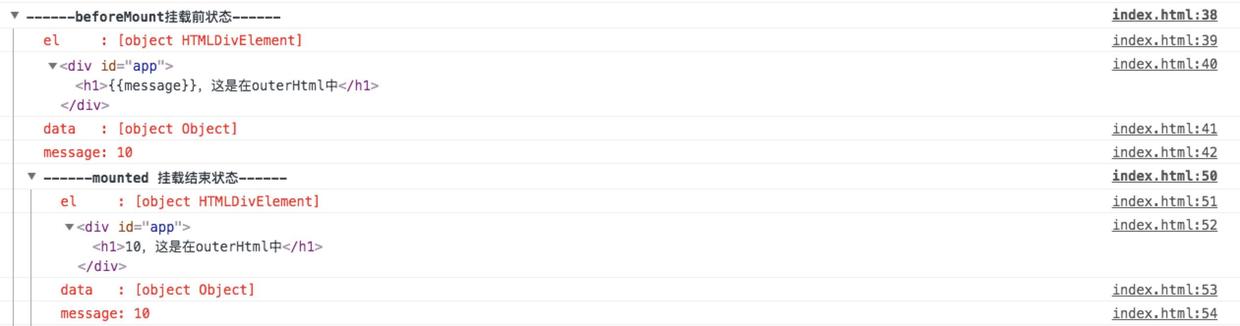 ▼ ------beforeMount挂载前状态------ index.html:38
el : [object HTMLDivElement] index.html:39
▼<div id="app"> index.html:40
<h1>{{message}}，这是在outerHtml中</h1>
</div>
data : [object Object] index.html:41
message: 10 index.html:42
▼ ------mounted 挂载结束状态------ index.html:50
el : [object HTMLDivElement] index.html:51
▼<div id="app"> index.html:52
<h1>10，这是在outerHtml中</h1>
</div>
data : [object Object] index.html:53
message: 10 index.html:54